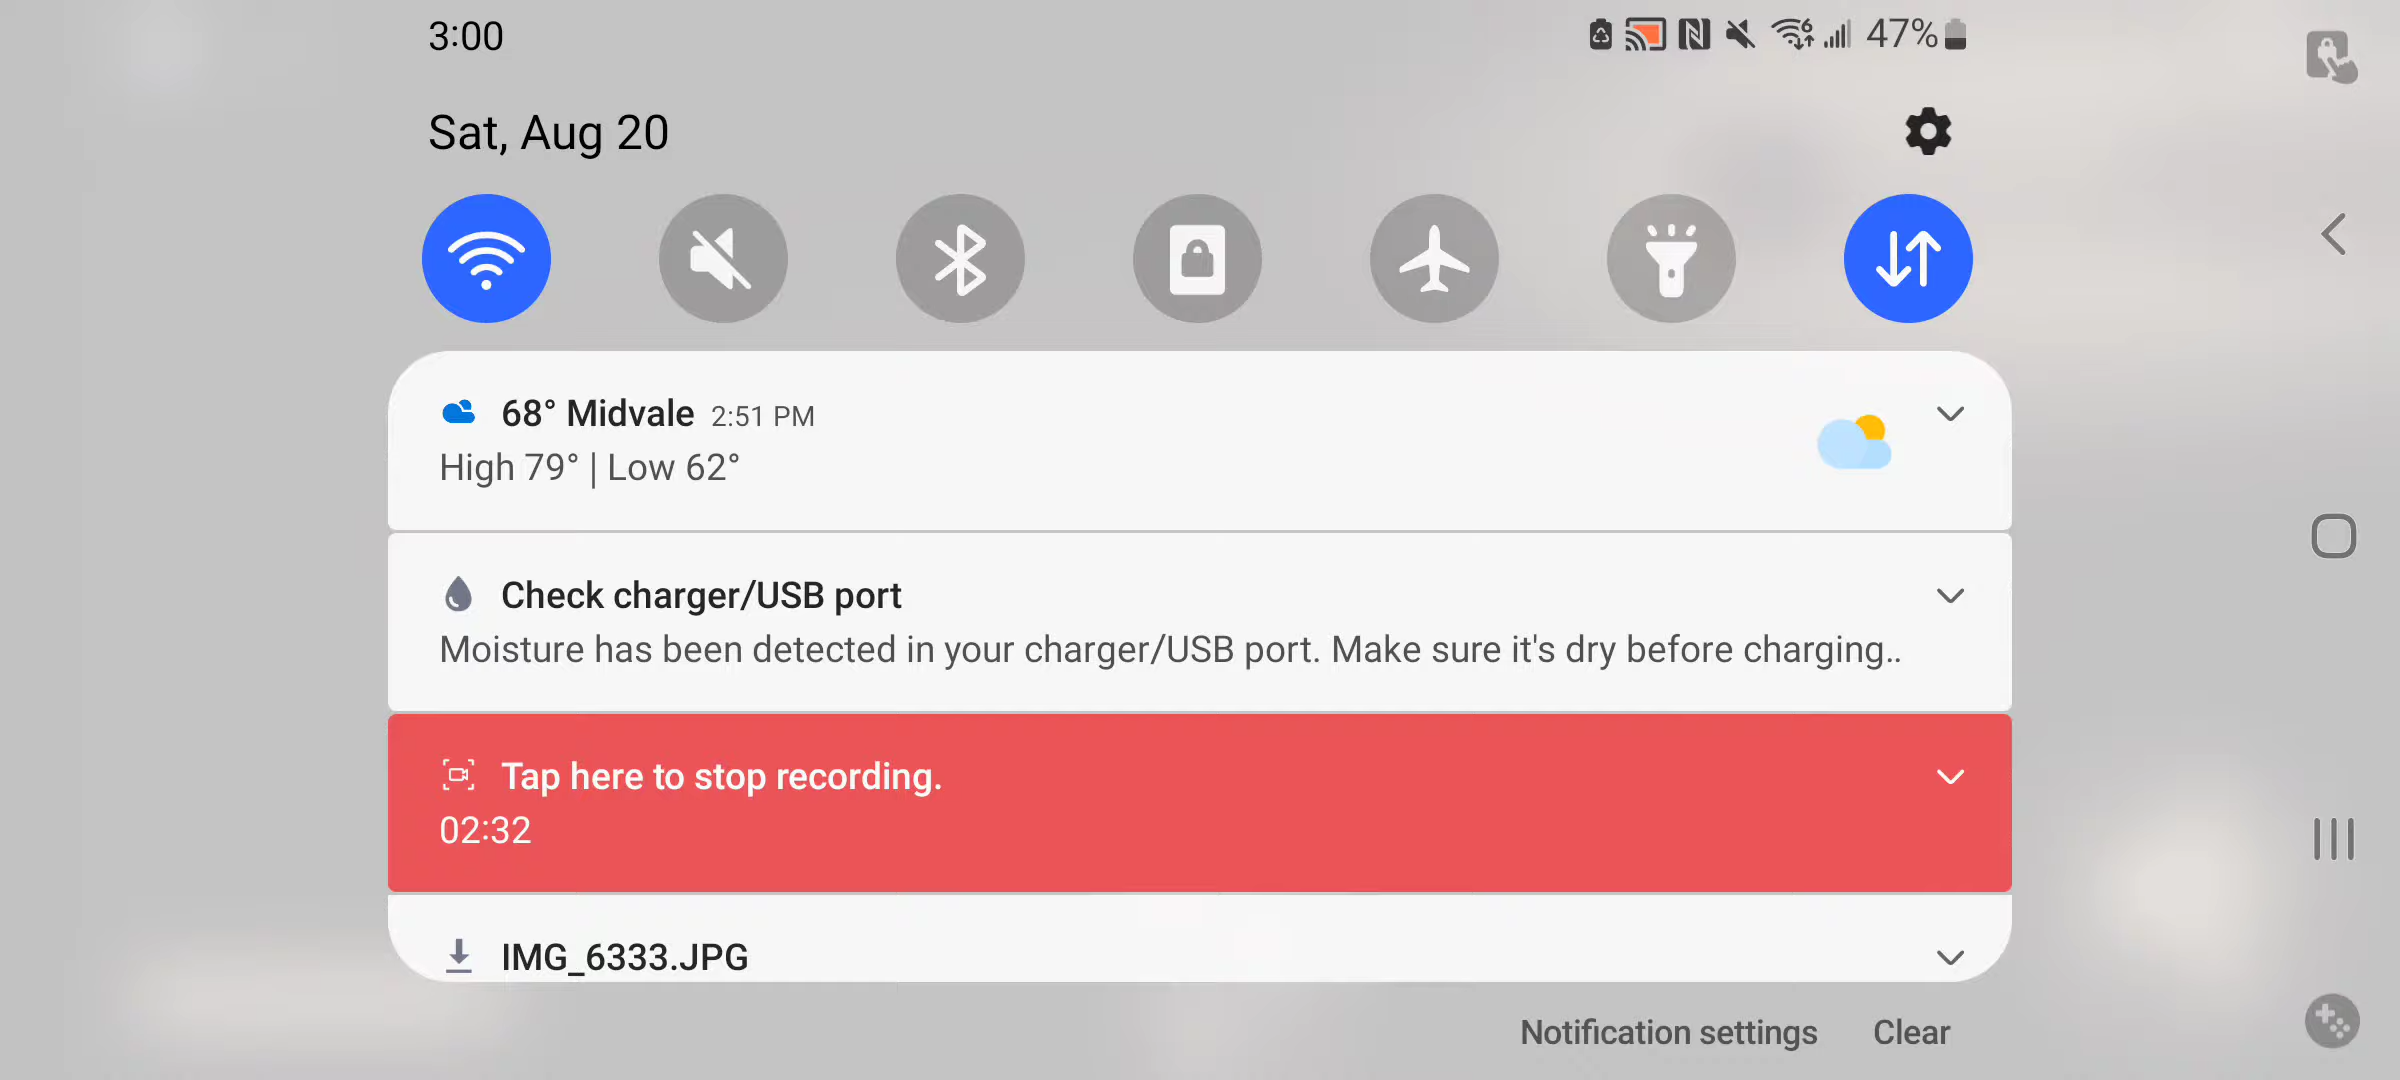 3:00
47%
Sat, Aug 20
68° Midvale 2:51 PM
High 79° | Low 62°
Check charger/USB port
Moisture has been detected in your charger/USB port. Make sure it's dry before charging..
Tap here to stop recording.
02:32
IMG_6333.JPG
Notification settings Clear